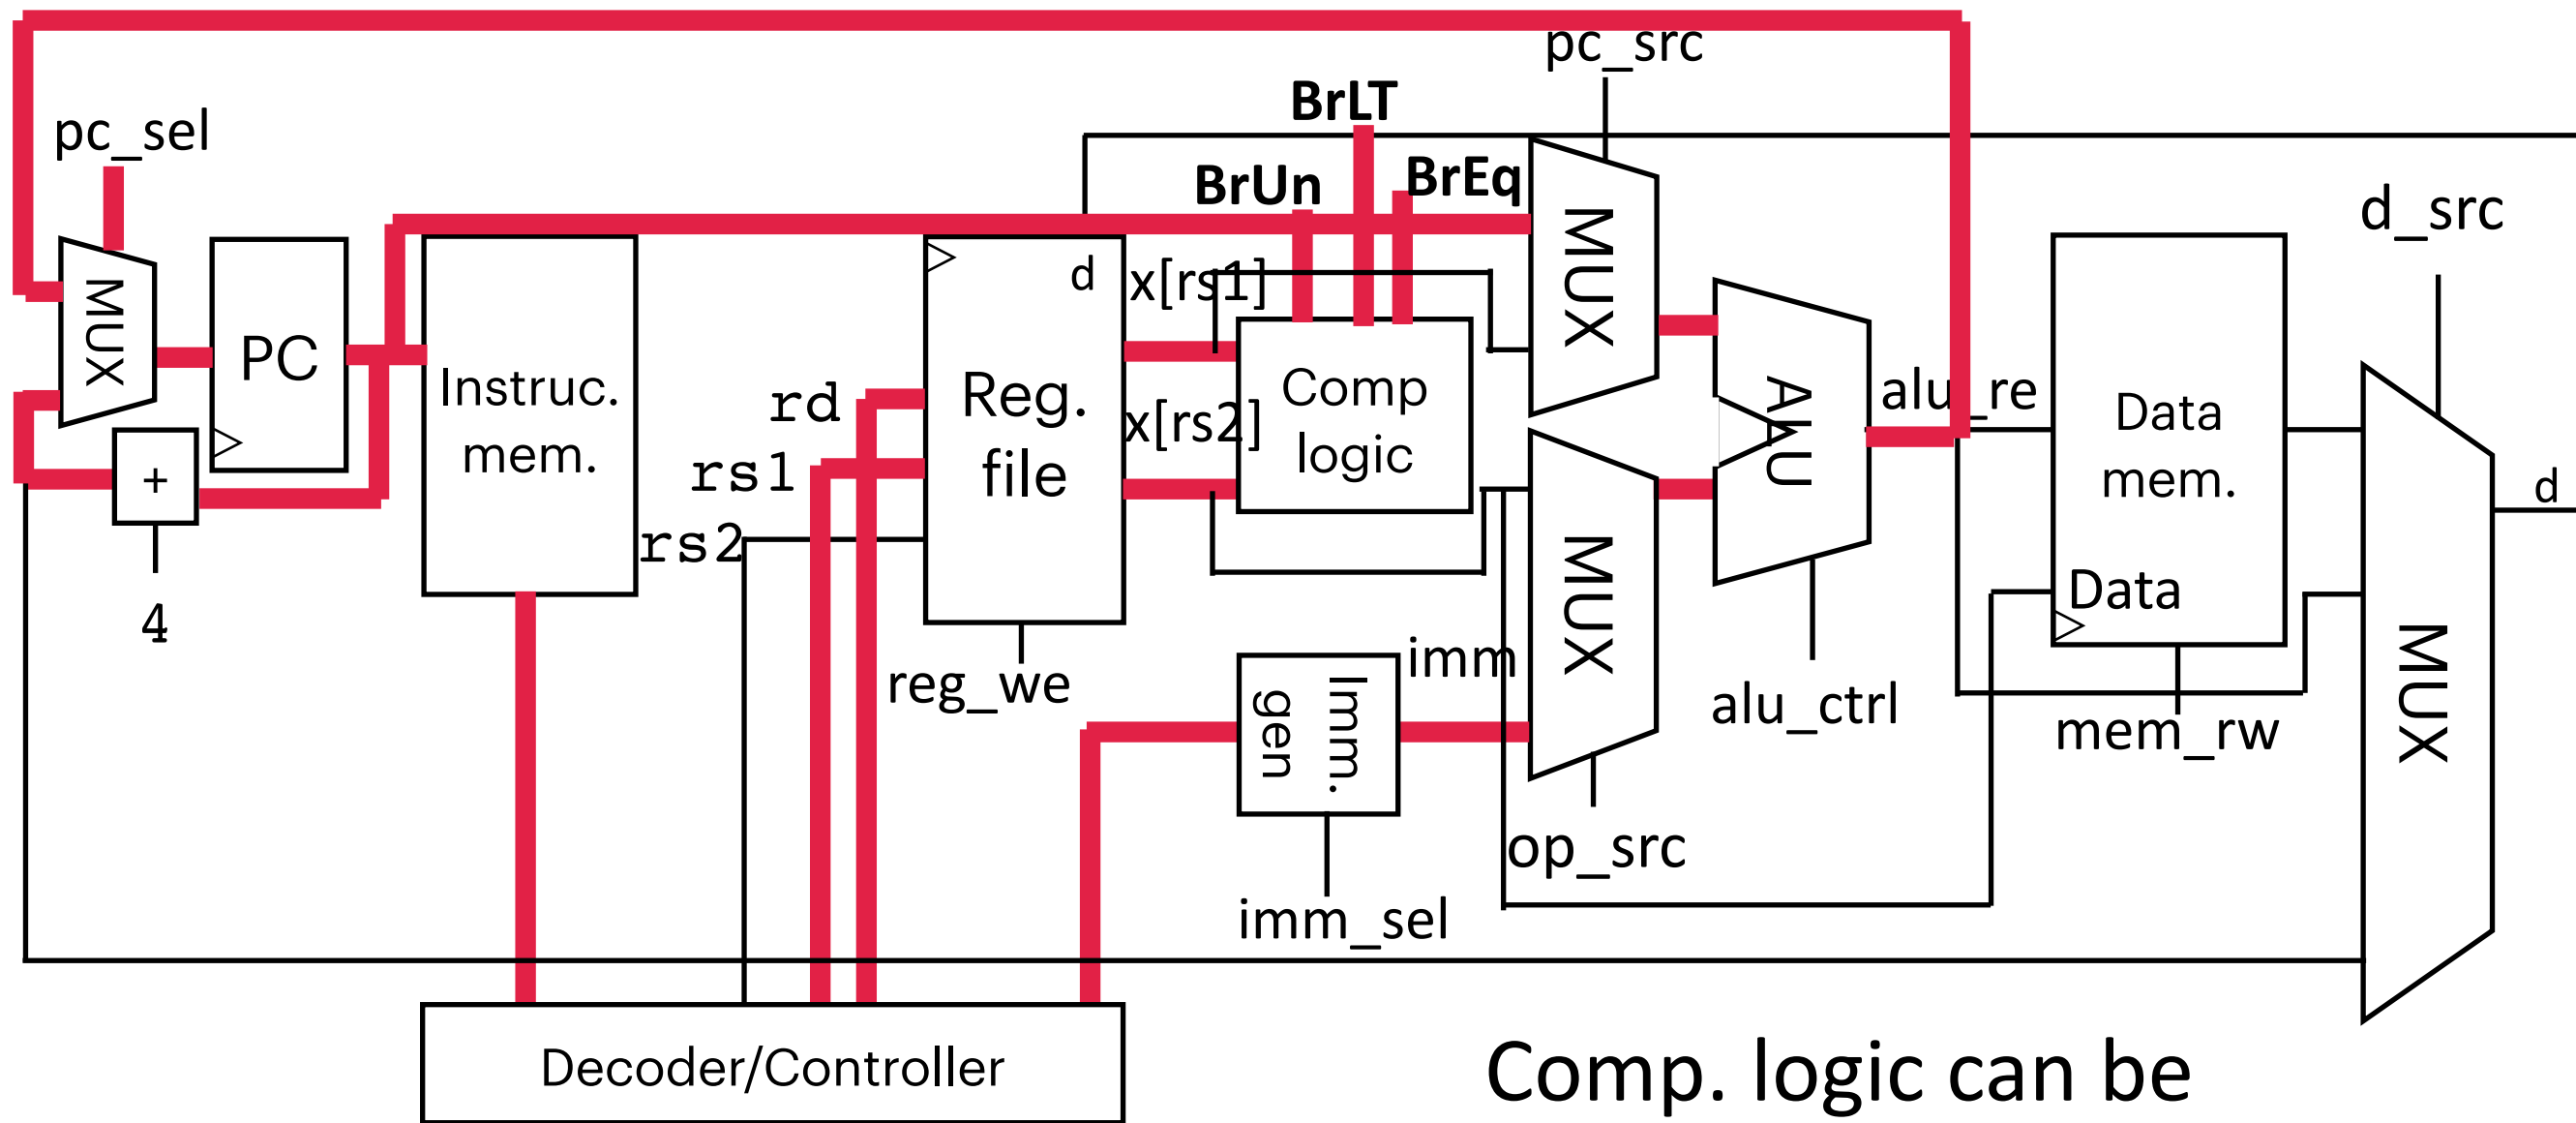 pc_src
BrLT
pc_sel
BrUn
BrEq
d_src
MUX
PC
Instruc.
mem.
d
x[rs1]
x[rs2]
Reg.
file
rd
rs1
rs2
Comp
logic
MUX
ALU
alu_re
Data
mem.
Data
d
+
4
reg_we
imm
Imm.
gen
MUX
alu_ctrl
mem_rw
MUX
op_src
imm_sel
Decoder/Controller
Comp. logic can be